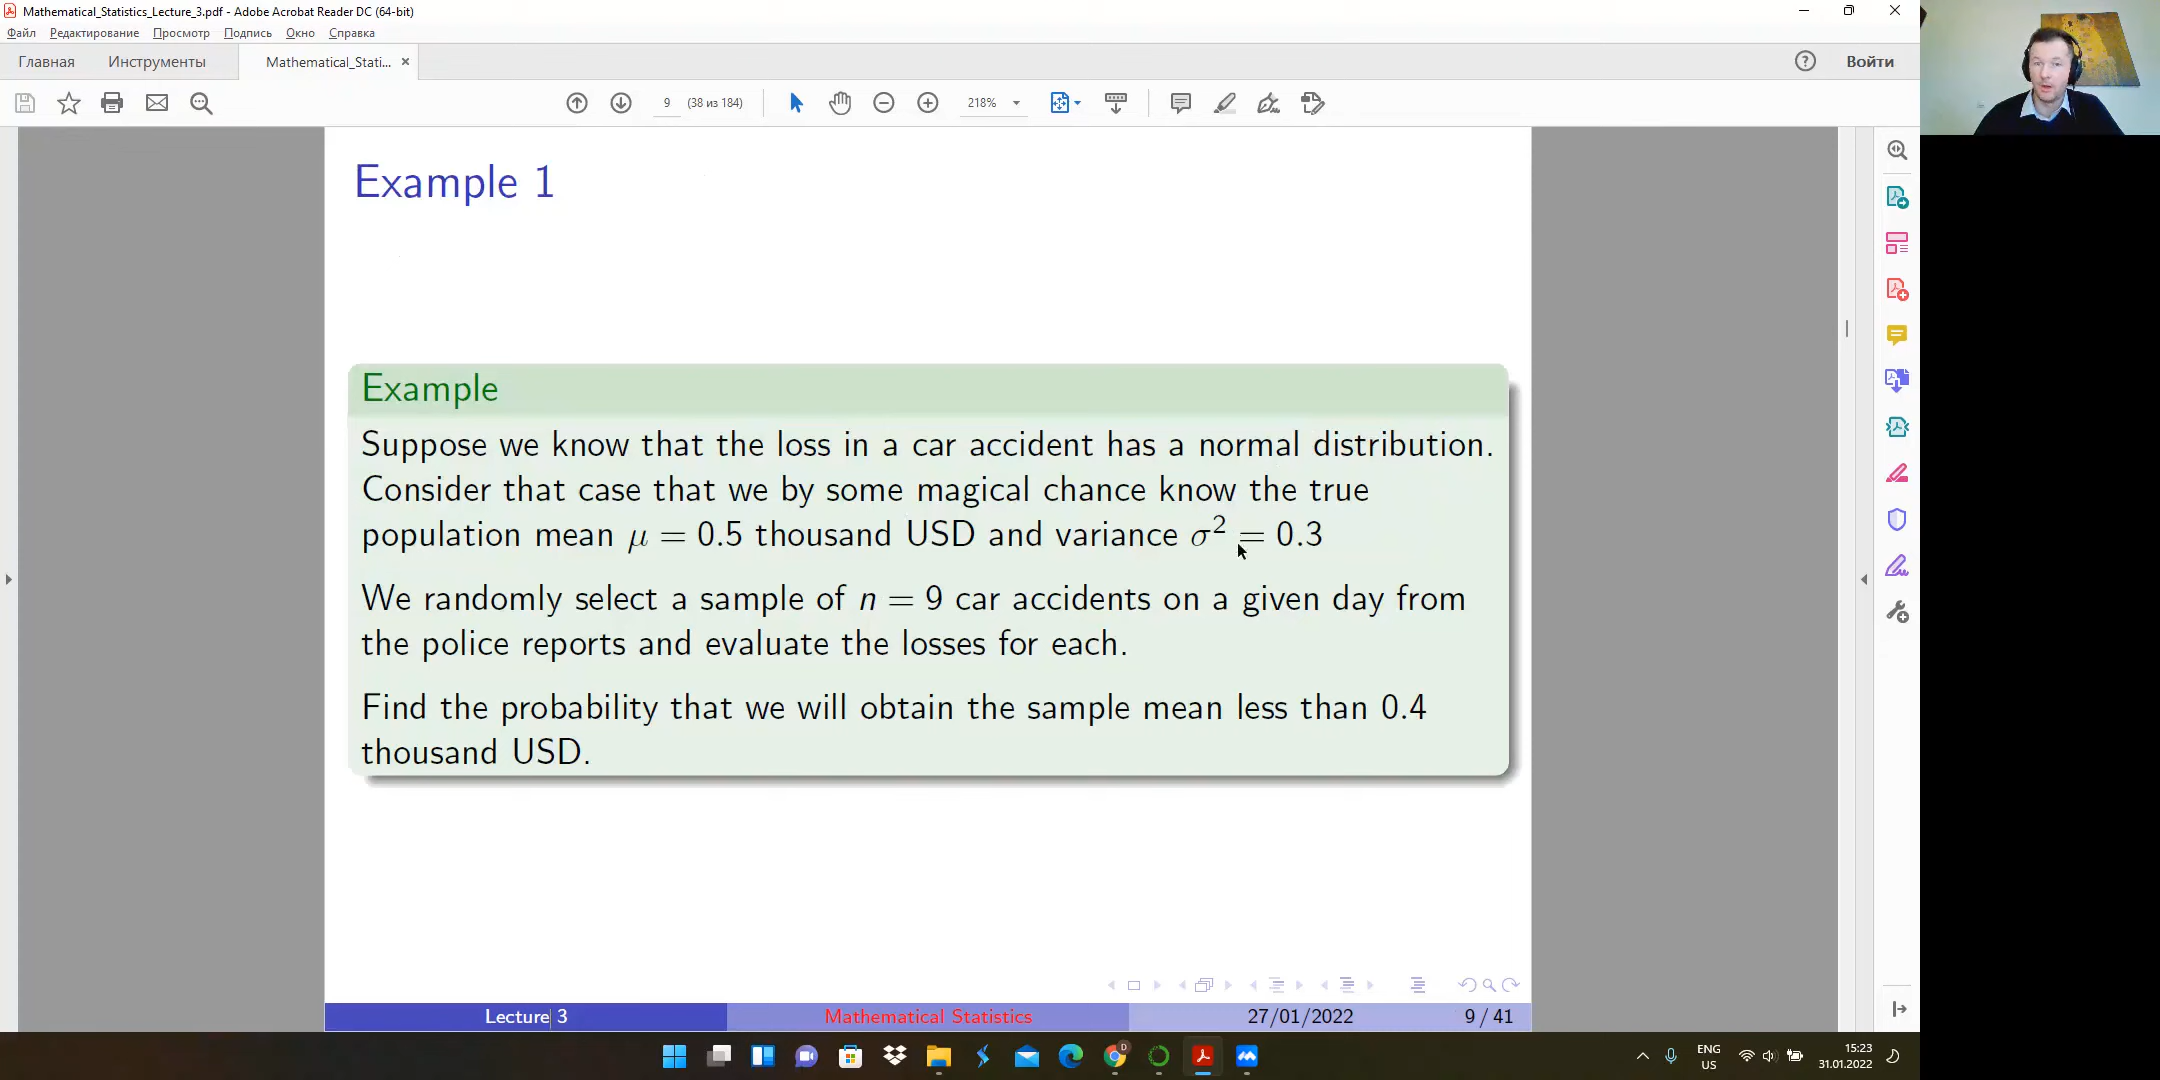 Mathematical_Statistics_Lecture_3.pdf - Adobe Acrobat Reader DC (64-bit)
Файл Редактирование Просмотр Подпись Окно Справка
Главная Инструменты Mathematical_Stati... × Войти
9 (38 из 184) 218%
Example 1
Example
Suppose we know that the loss in a car accident has a normal distribution.
Consider that case that we by some magical chance know the true
population mean μ = 0.5 thousand USD and variance σ² = 0.3
We randomly select a sample of n = 9 car accidents on a given day from
the police reports and evaluate the losses for each.
Find the probability that we will obtain the sample mean less than 0.4
thousand USD.
Lecture 3 Mathematical Statistics 27/01/2022 9 / 41
ENG 15:23
US 31.01.2022